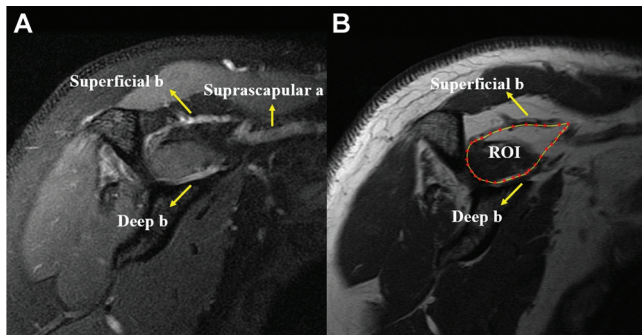 A
Superficial b
Suprascapular a
Deep b
B
Superficial b
ROI
Deep b